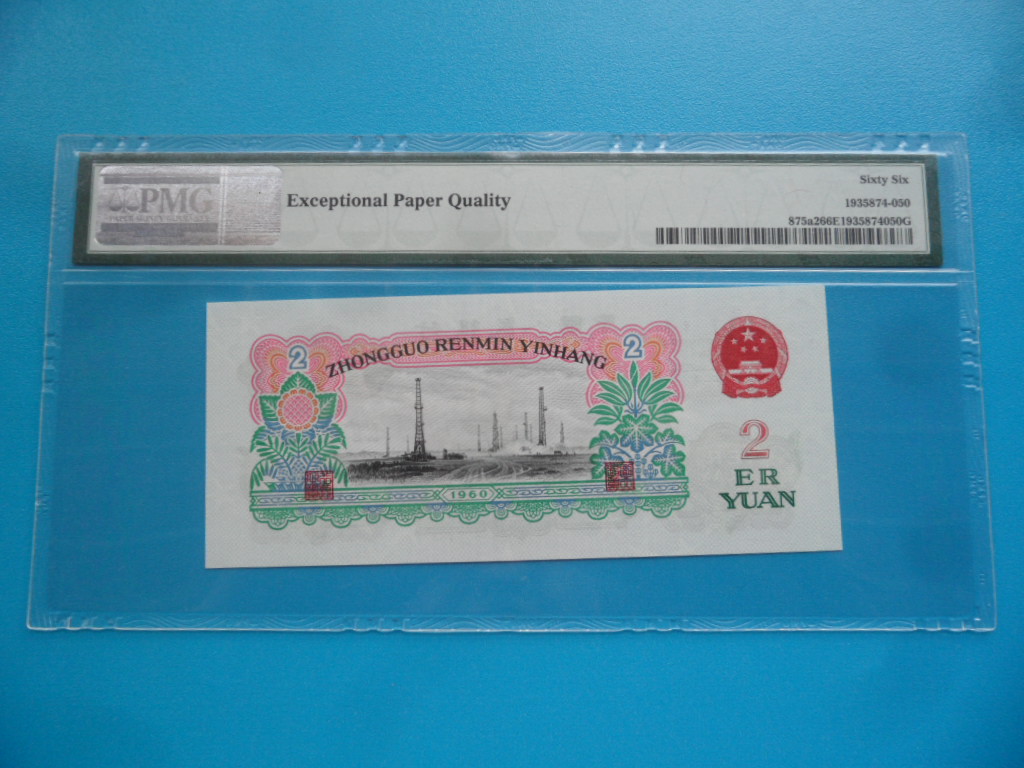 PMG
Exceptional Paper Quality
Sixty Six
1935874-050
875a266E1935874050G
2
ZHONGGUO RENMIN YINHANG
2
1960
2
ER
YUAN